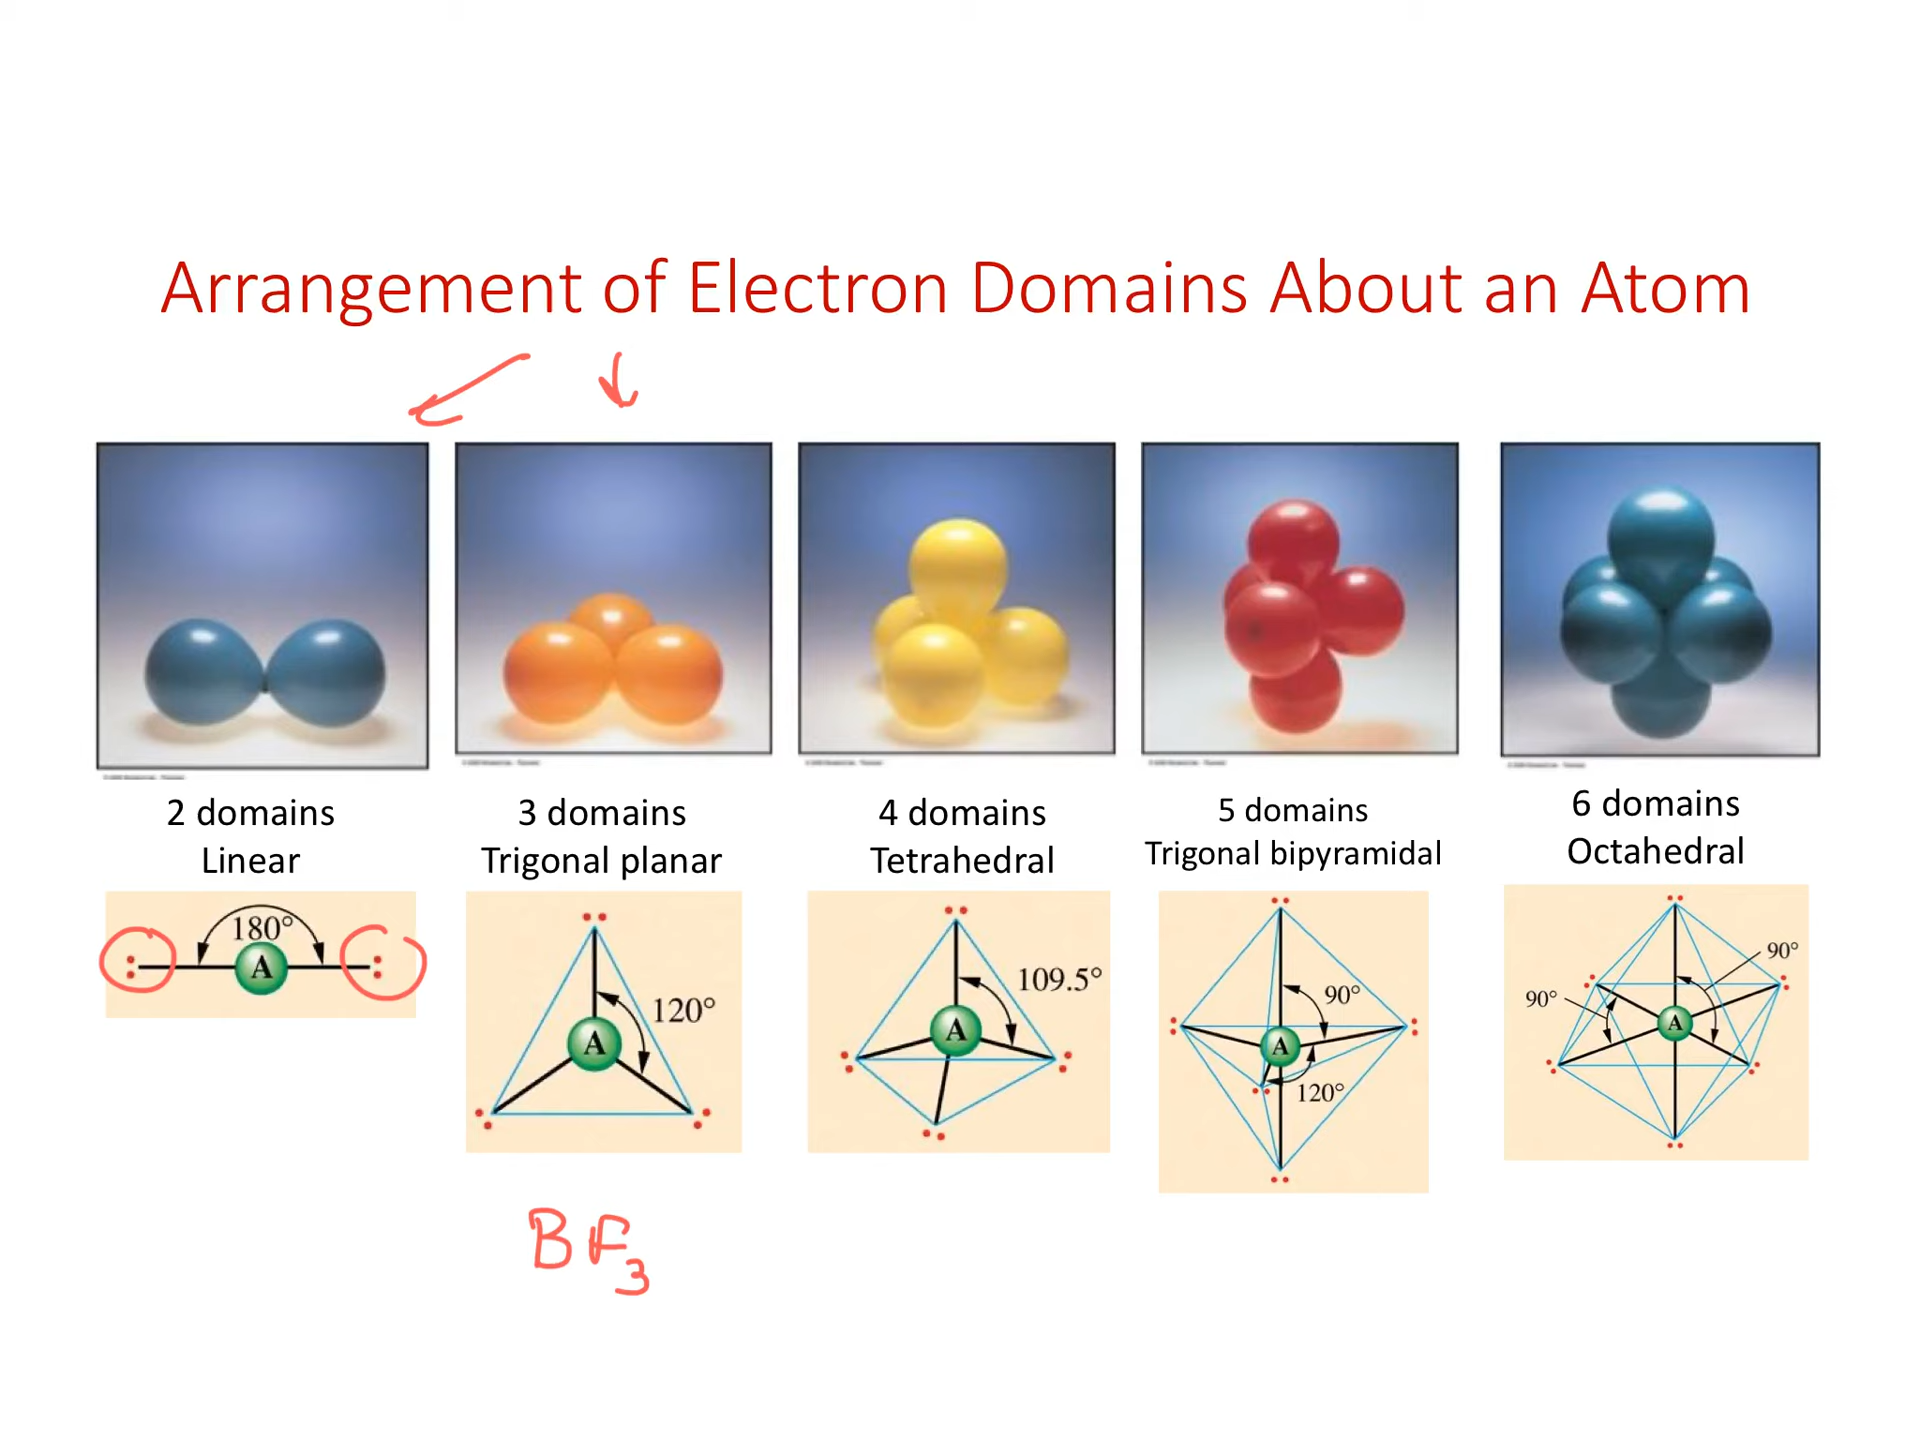 Arrangement of Electron Domains About an Atom
2 domains
Linear
3 domains
Trigonal planar
4 domains
Tetrahedral
5 domains
Trigonal bipyramidal
6 domains
Octahedral
180°
A
120°
A
109.5°
A
90°
A
120°
90°
90°
A
BF₃